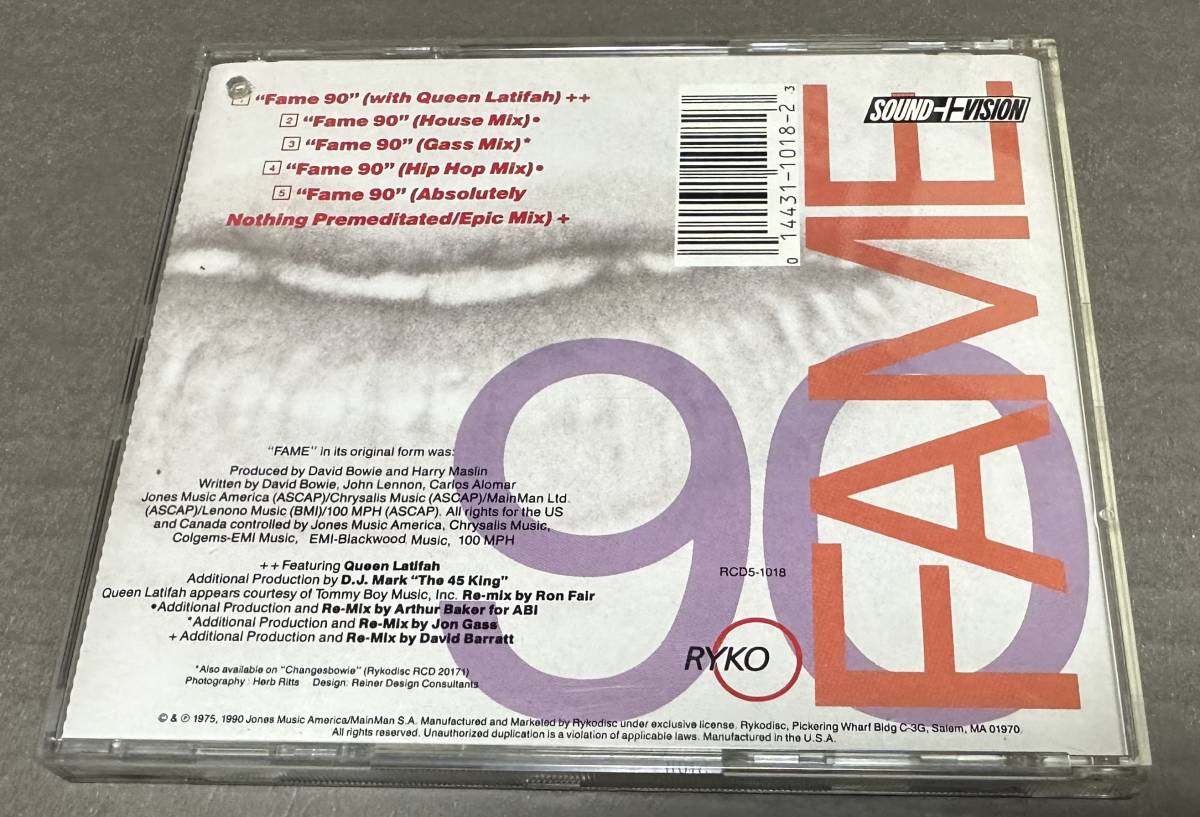 1 "Fame 90" (with Queen Latifah) ++
2 "Fame 90" (House Mix)•
3 "Fame 90" (Gass Mix)*
4 "Fame 90" (Hip Hop Mix)•
5 "Fame 90" (Absolutely
Nothing Premeditated/Epic Mix) +
0 14431-1018-2 3
SOUND+VISION
FAME
90
"FAME" in its original form was:
Produced by David Bowie and Harry Maslin
Written by David Bowie, John Lennon, Carlos Alomar
Jones Music America (ASCAP)/Chrysalis Music (ASCAP)/MainMan Ltd.
(ASCAP)/Lenono Music (BMI)/100 MPH (ASCAP). All rights for the US
and Canada controlled by Jones Music America, Chrysalis Music,
Colgems-EMI Music, EMI-Blackwood Music, 100 MPH
++ Featuring Queen Latifah
Additional Production by D.J. Mark "The 45 King"
Queen Latifah appears courtesy of Tommy Boy Music, Inc. Re-mix by Ron Fair
•Additional Production and Re-Mix by Arthur Baker for ABI
*Additional Production and Re-Mix by Jon Gass
+ Additional Production and Re-Mix by David Barratt
*Also available on "Changesbowie" (Rykodisc RCD 20171)
Photography: Herb Ritts Design: Reiner Design Consultants
RCD5-1018
RYKO
© & ℗ 1975, 1990 Jones Music America/MainMan S.A. Manufactured and Marketed by Rykodisc under exclusive license. Rykodisc, Pickering Wharf Bldg C-3G, Salem, MA 01970.
All rights reserved. Unauthorized duplication is a violation of applicable laws. Manufactured in the U.S.A.